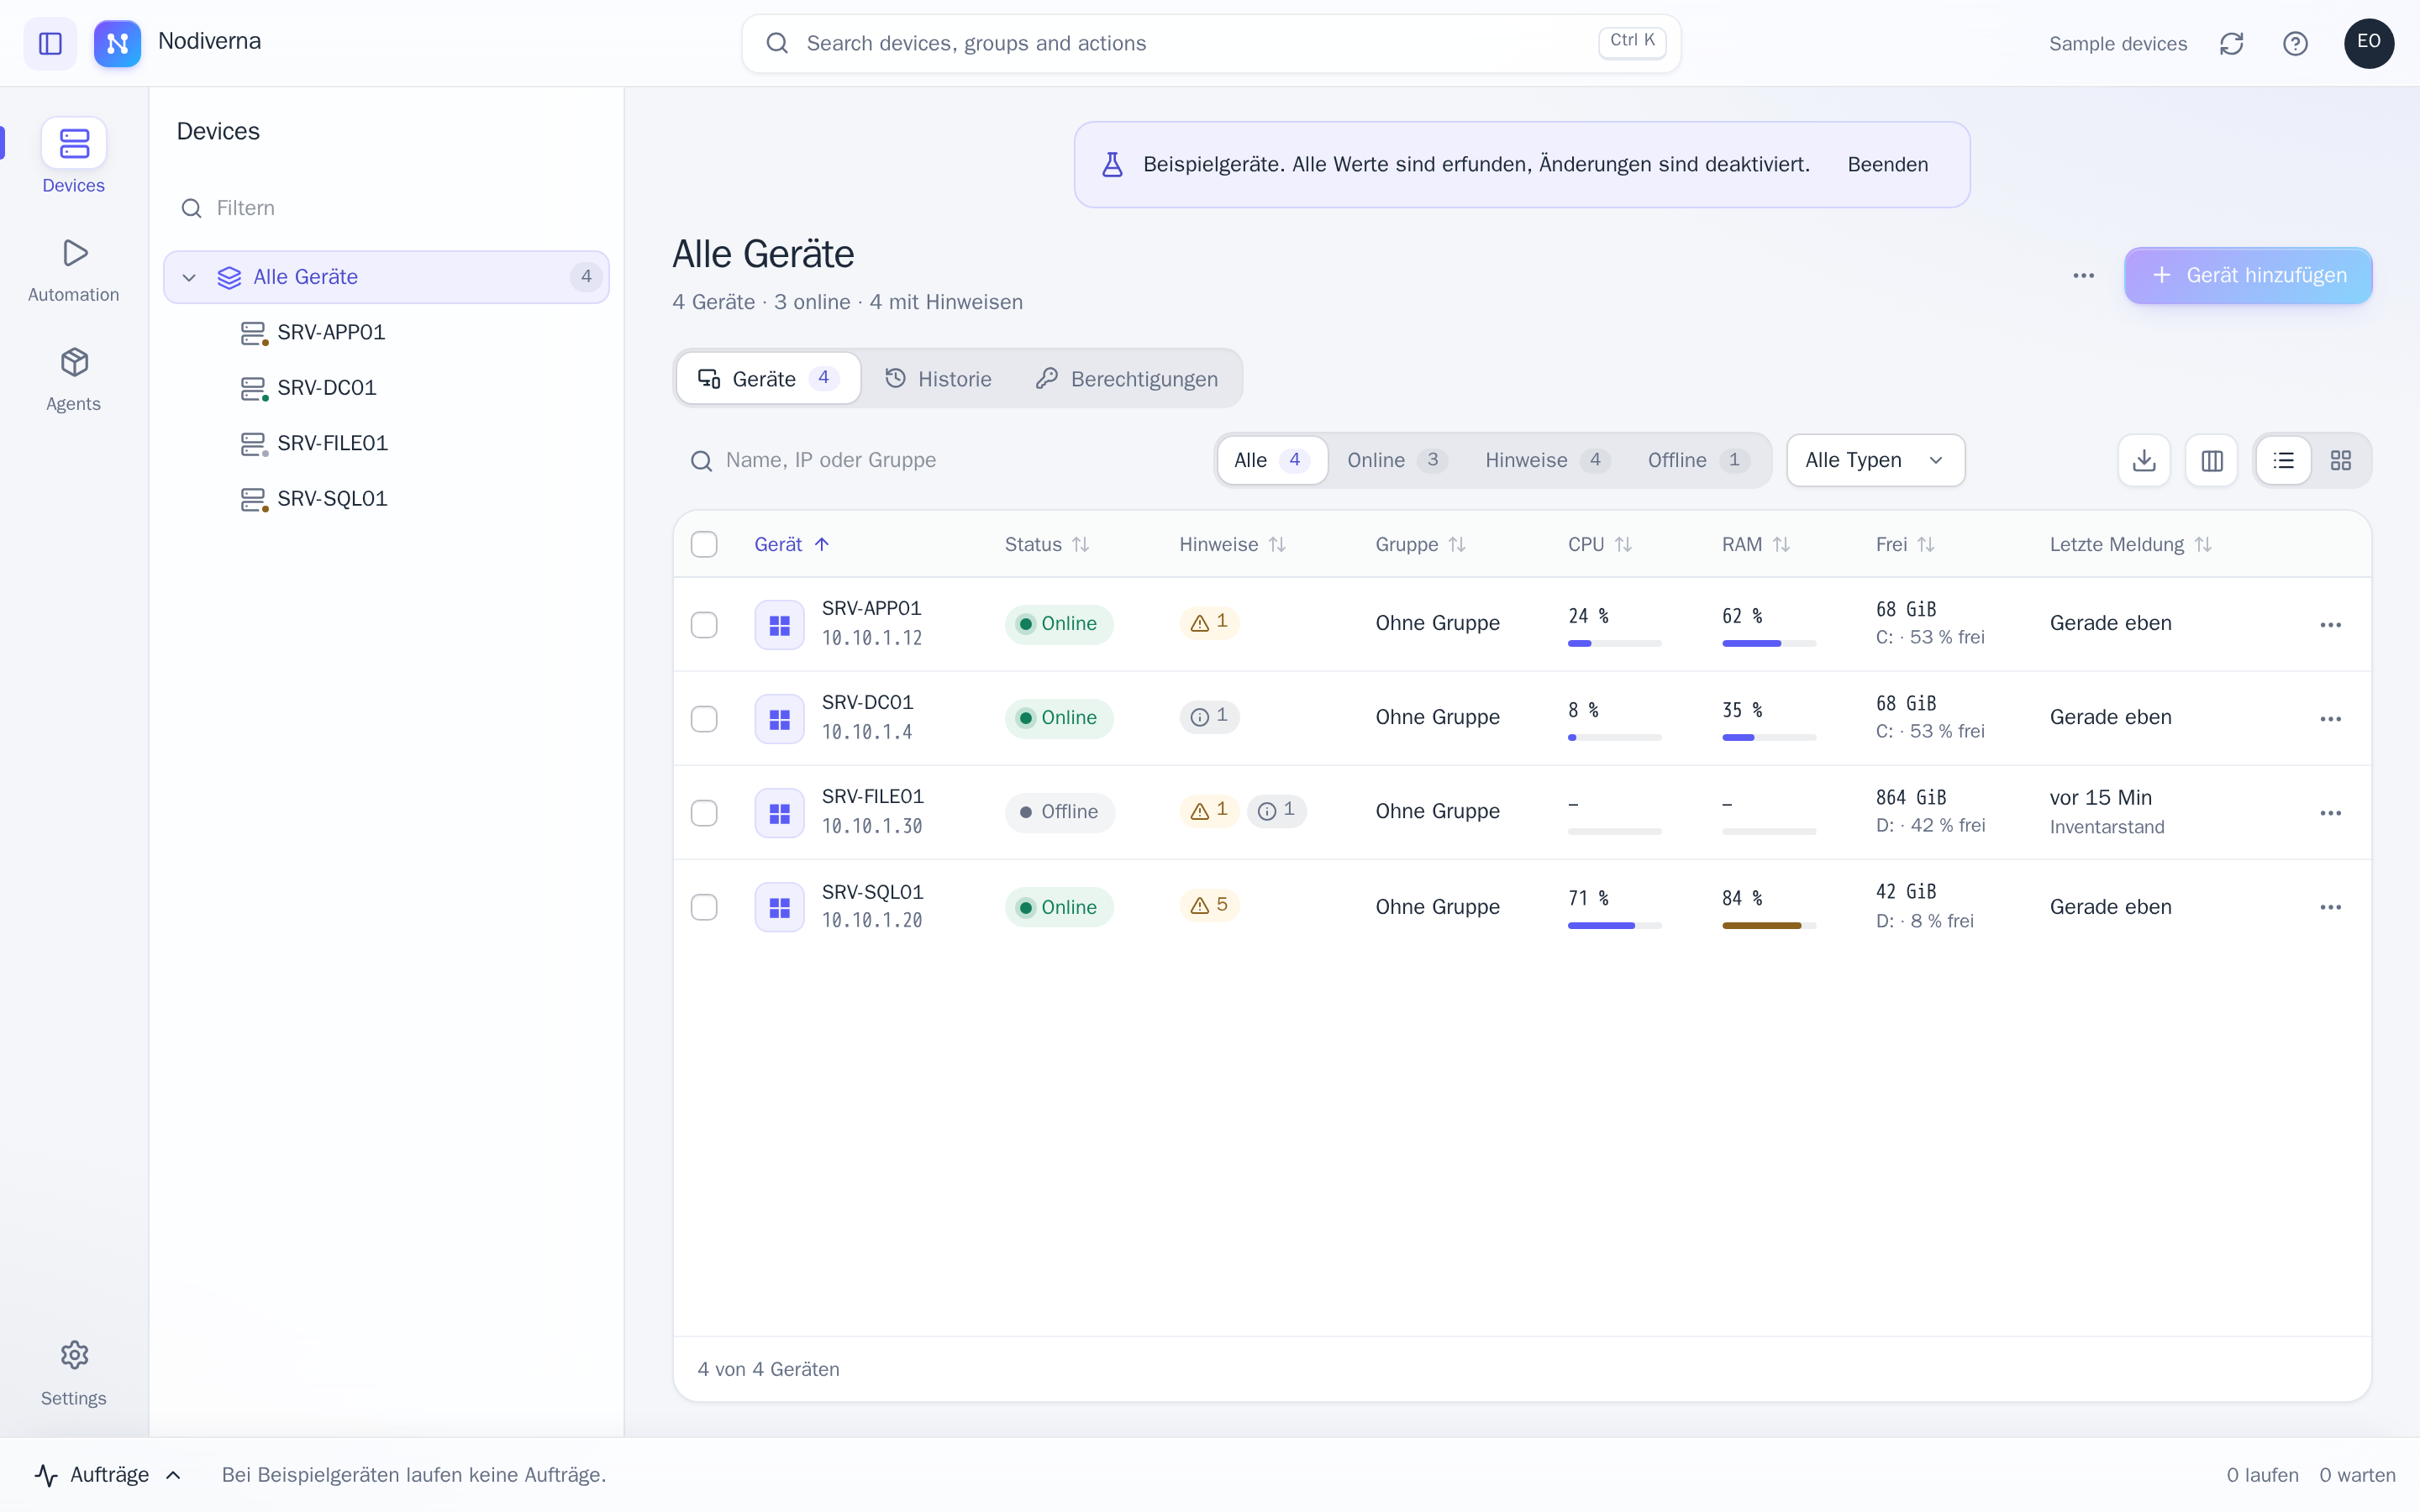 Nodiverna
Search devices, groups and actions
Ctrl K
Sample devices
EO
Devices
Automation
Agents
Settings
Devices
Filtern
Alle Geräte 4
SRV-APP01
SRV-DC01
SRV-FILE01
SRV-SQL01
Beispielgeräte. Alle Werte sind erfunden, Änderungen sind deaktiviert. Beenden
Alle Geräte
4 Geräte · 3 online · 4 mit Hinweisen
Gerät hinzufügen
Geräte 4 Historie Berechtigungen
Name, IP oder Gruppe
Alle 4 Online 3 Hinweise 4 Offline 1
Alle Typen
Gerät Status Hinweise Gruppe CPU RAM Frei Letzte Meldung
SRV-APP01
10.10.1.12
Online 1 Ohne Gruppe 24 % 62 %
68 GiB
C: · 53 % frei
Gerade eben
SRV-DC01
10.10.1.4
Online 1 Ohne Gruppe 8 % 35 %
68 GiB
C: · 53 % frei
Gerade eben
SRV-FILE01
10.10.1.30
Offline 1 1 Ohne Gruppe – –
864 GiB
D: · 42 % frei
vor 15 Min
Inventarstand
SRV-SQL01
10.10.1.20
Online 5 Ohne Gruppe 71 % 84 %
42 GiB
D: · 8 % frei
Gerade eben
4 von 4 Geräten
Aufträge Bei Beispielgeräten laufen keine Aufträge. 0 laufen 0 warten